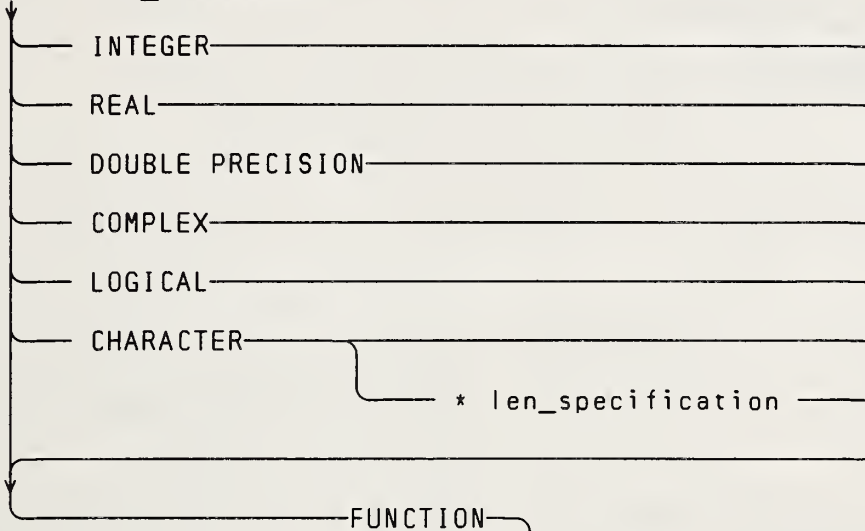 INTEGER
REAL
DOUBLE PRECISION
COMPLEX
LOGICAL
CHARACTER
* len_specification
FUNCTION